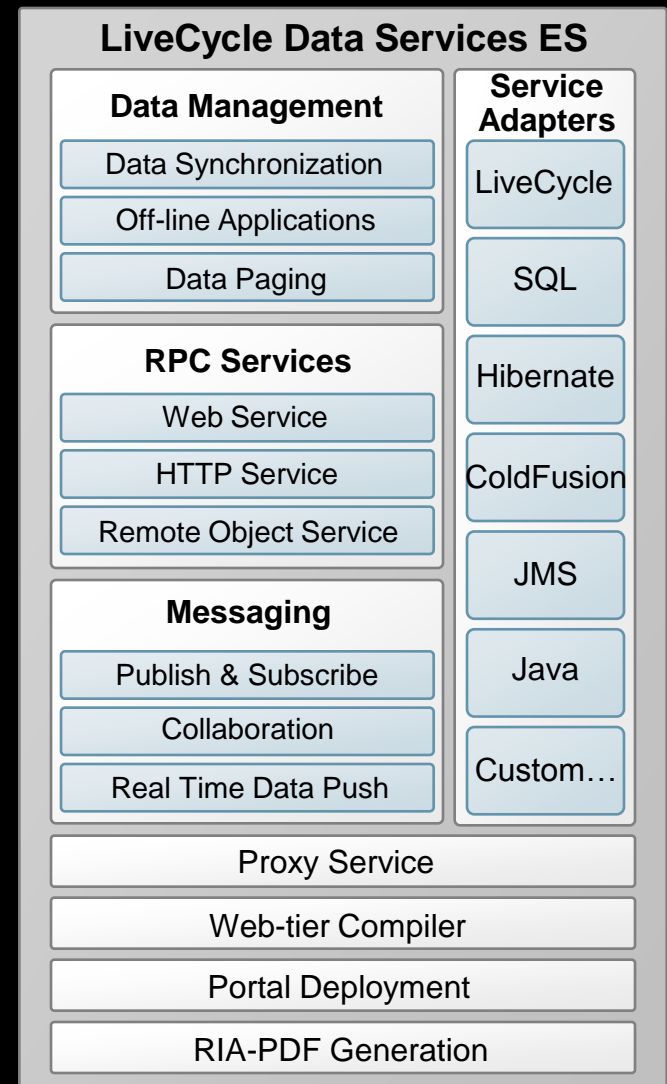 LiveCycle Data Services ES
Data Management
Data Synchronization
Off-line Applications
Data Paging
RPC Services
Web Service
HTTP Service
Remote Object Service
Messaging
Publish & Subscribe
Collaboration
Real Time Data Push
Service
Adapters
LiveCycle
SQL
Hibernate
ColdFusion
JMS
Java
Custom…
Proxy Service
Web-tier Compiler
Portal Deployment
RIA-PDF Generation